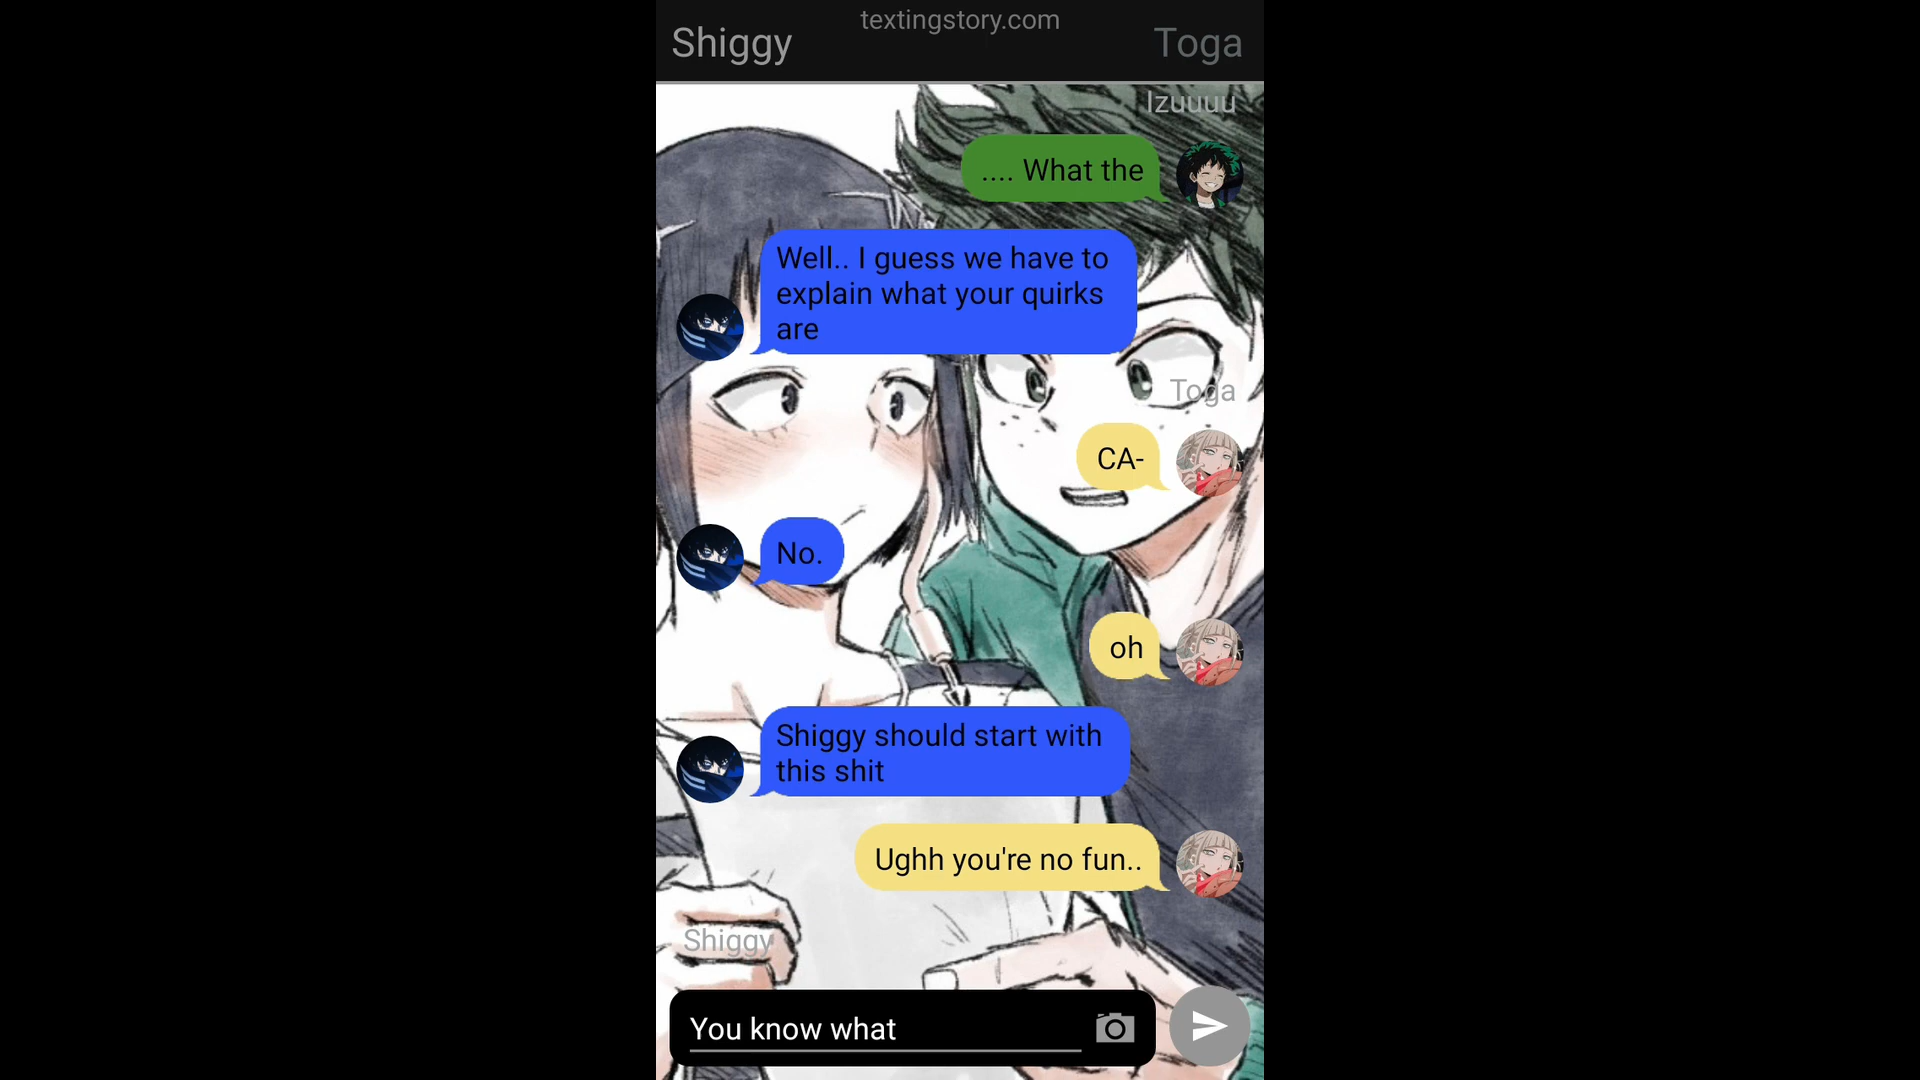 textingstory.com
Shiggy
Toga
Izuuuu
.... What the
Well.. I guess we have to
explain what your quirks
are
Toga
CA-
No.
oh
Shiggy should start with
this shit
Ughh you're no fun..
Shiggy
You know what